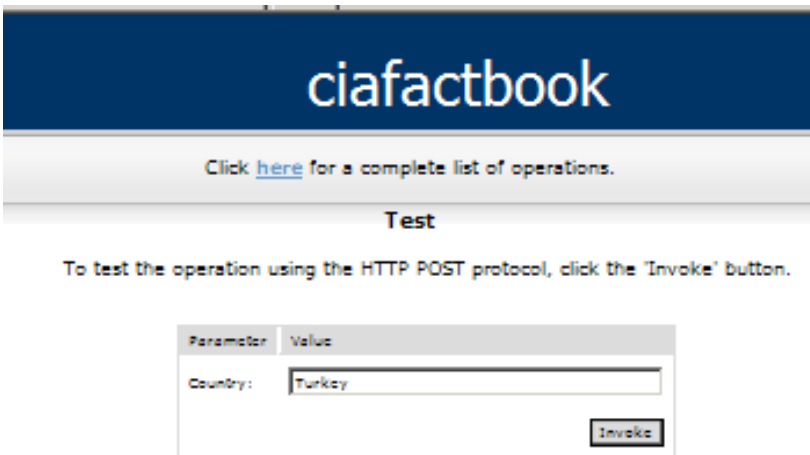 ciafactbook
Click here for a complete list of operations.
Test
To test the operation using the HTTP POST protocol, click the 'Invoke' button.
Parameter Value
Country: Turkey
Invoke